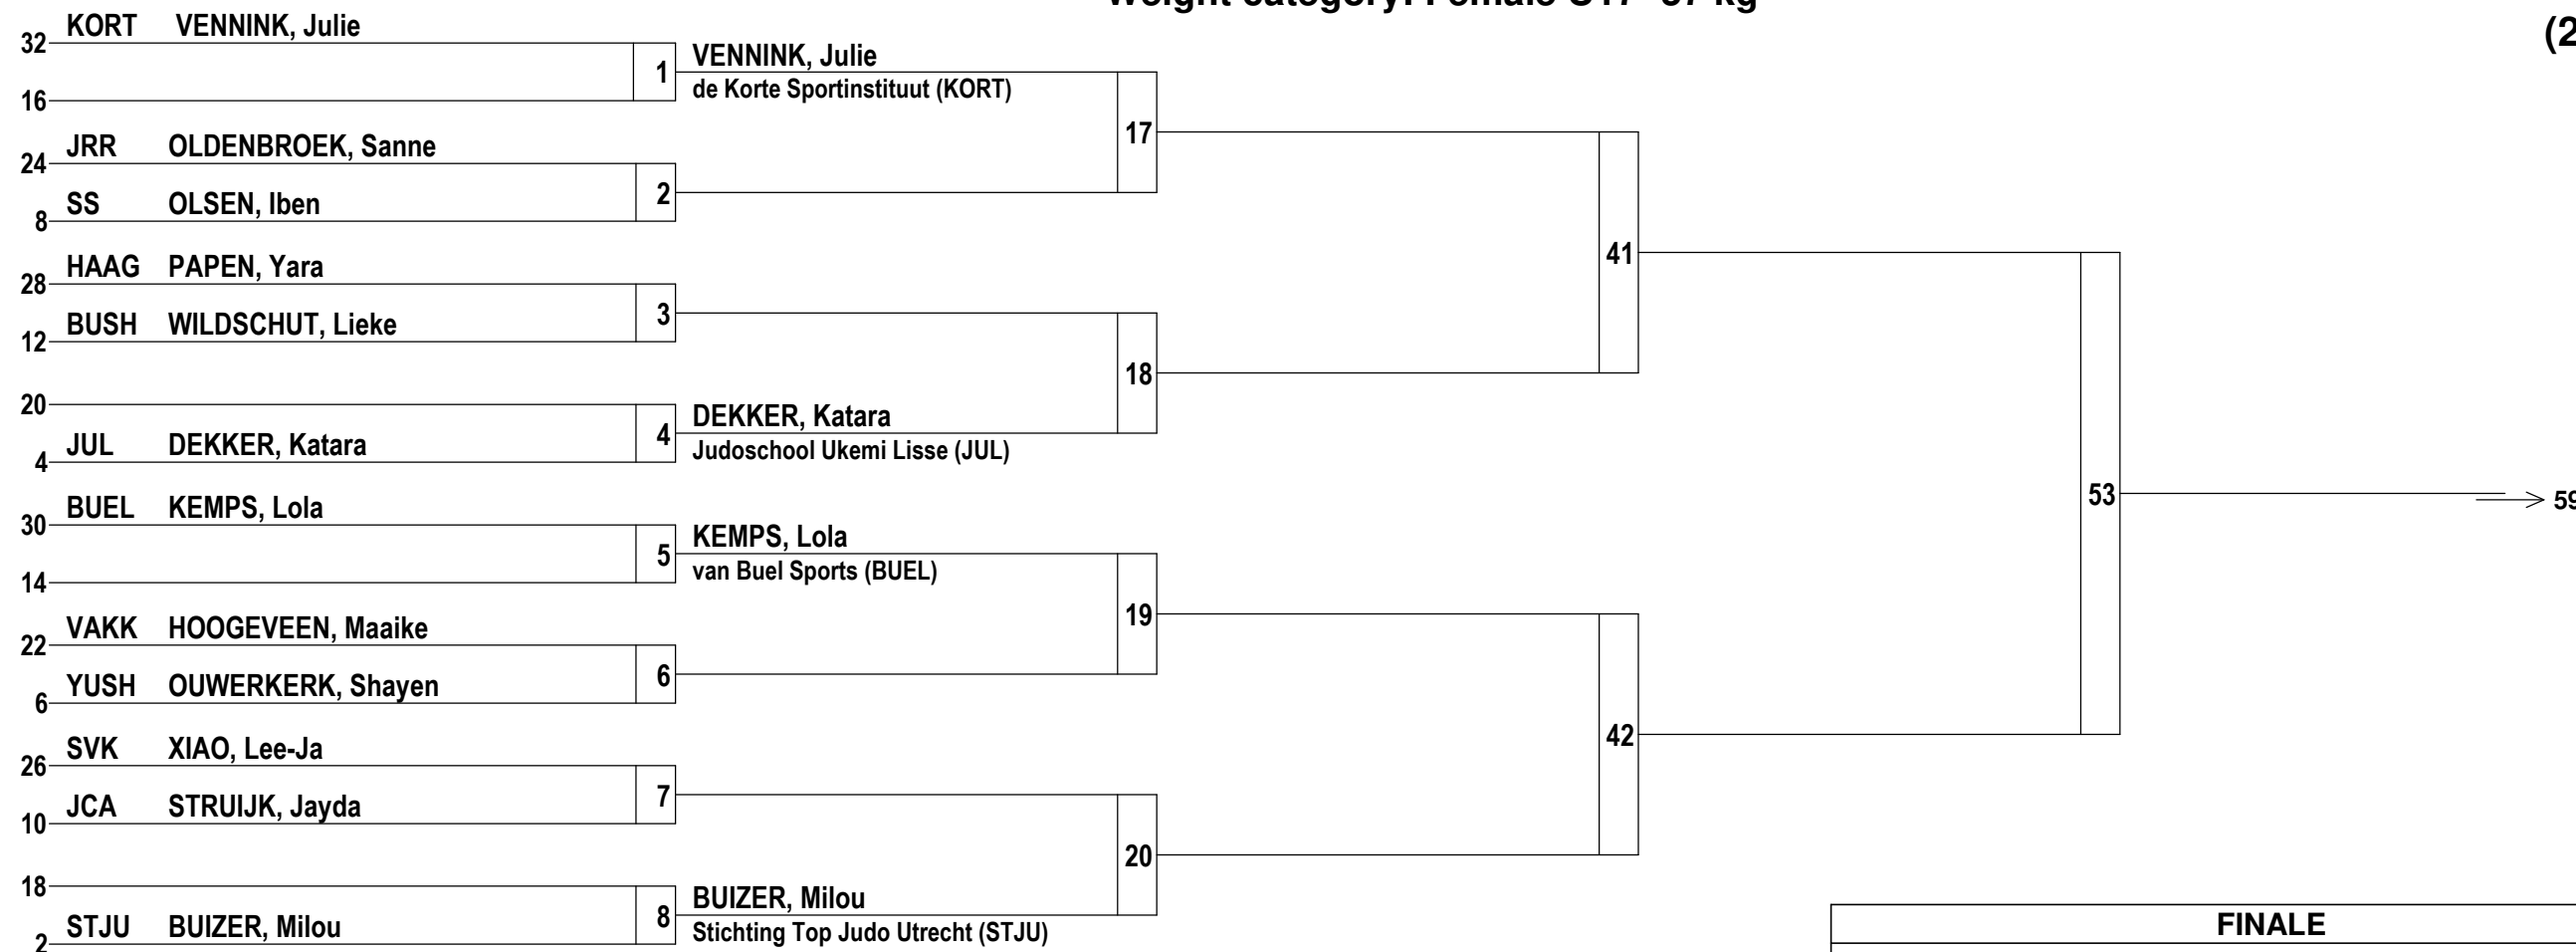 (2
32 KORT VENNINK, Julie
1 VENNINK, Julie
de Korte Sportinstituut (KORT)
16
17
24 JRR OLDENBROEK, Sanne
2
8 SS OLSEN, Iben
41
28 HAAG PAPEN, Yara
3
12 BUSH WILDSCHUT, Lieke
18
20
4 DEKKER, Katara
Judoschool Ukemi Lisse (JUL)
4 JUL DEKKER, Katara
53
59
30 BUEL KEMPS, Lola
5 KEMPS, Lola
van Buel Sports (BUEL)
14
19
22 VAKK HOOGEVEEN, Maaike
6
6 YUSH OUWERKERK, Shayen
42
26 SVK XIAO, Lee-Ja
7
10 JCA STRUIJK, Jayda
20
18
8 BUIZER, Milou
Stichting Top Judo Utrecht (STJU)
2 STJU BUIZER, Milou
FINALE